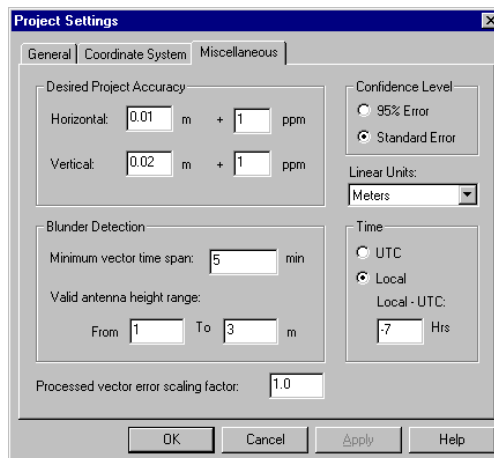 Project Settings
General Coordinate System Miscellaneous
Desired Project Accuracy
Horizontal: 0.01 m + 1 ppm
Vertical: 0.02 m + 1 ppm
Confidence Level
95% Error
Standard Error
Linear Units:
Meters
Blunder Detection
Minimum vector time span: 5 min
Valid antenna height range:
From 1 To 3 m
Time
UTC
Local
Local - UTC:
-7 Hrs
Processed vector error scaling factor: 1.0
OK Cancel Apply Help